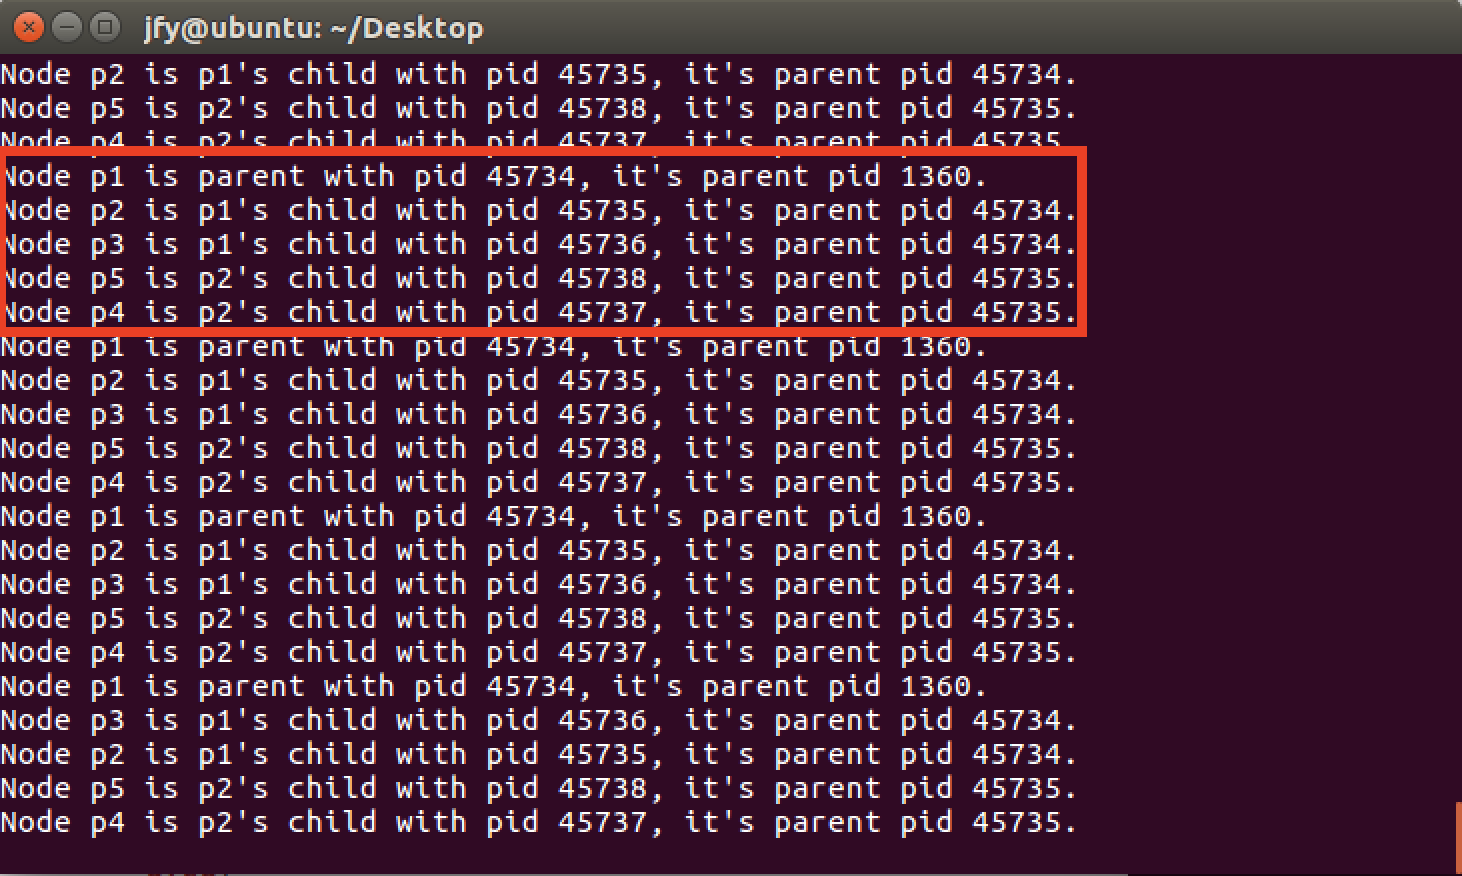 jfy@ubuntu: ~/Desktop
Node p2 is p1's child with pid 45735, it's parent pid 45734.
Node p5 is p2's child with pid 45738, it's parent pid 45735.
Node p4 is p2's child with pid 45737, it's parent pid 45735.
Node p1 is parent with pid 45734, it's parent pid 1360.
Node p2 is p1's child with pid 45735, it's parent pid 45734.
Node p3 is p1's child with pid 45736, it's parent pid 45734.
Node p5 is p2's child with pid 45738, it's parent pid 45735.
Node p4 is p2's child with pid 45737, it's parent pid 45735.
Node p1 is parent with pid 45734, it's parent pid 1360.
Node p2 is p1's child with pid 45735, it's parent pid 45734.
Node p3 is p1's child with pid 45736, it's parent pid 45734.
Node p5 is p2's child with pid 45738, it's parent pid 45735.
Node p4 is p2's child with pid 45737, it's parent pid 45735.
Node p1 is parent with pid 45734, it's parent pid 1360.
Node p2 is p1's child with pid 45735, it's parent pid 45734.
Node p3 is p1's child with pid 45736, it's parent pid 45734.
Node p5 is p2's child with pid 45738, it's parent pid 45735.
Node p4 is p2's child with pid 45737, it's parent pid 45735.
Node p1 is parent with pid 45734, it's parent pid 1360.
Node p3 is p1's child with pid 45736, it's parent pid 45734.
Node p2 is p1's child with pid 45735, it's parent pid 45734.
Node p5 is p2's child with pid 45738, it's parent pid 45735.
Node p4 is p2's child with pid 45737, it's parent pid 45735.